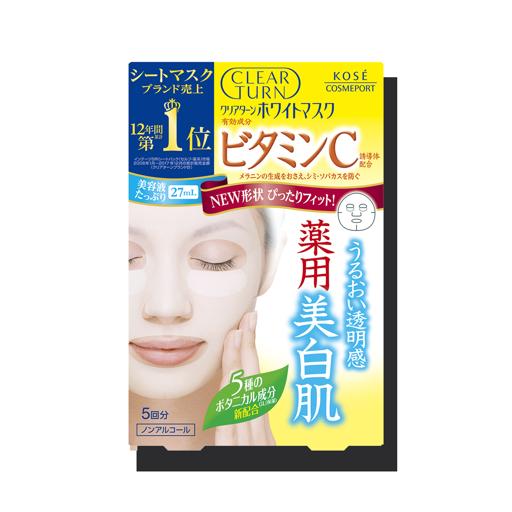 シートマスク
ブランド売上
12年間
第1位
CLEAR
TURN
クリアターン ホワイトマスク
KOSÉ
COSMEPORT
有効成分
ビタミンC
誘導体
配合
メラニンの生成をおさえ、シミ・ソバカスを防ぐ
美容液
たっぷり
27mL
NEW形状 ぴったりフィット!
うるおい透明感
薬用美白肌
5種の
ボタニカル成分
新配合
5回分
ノンアルコール